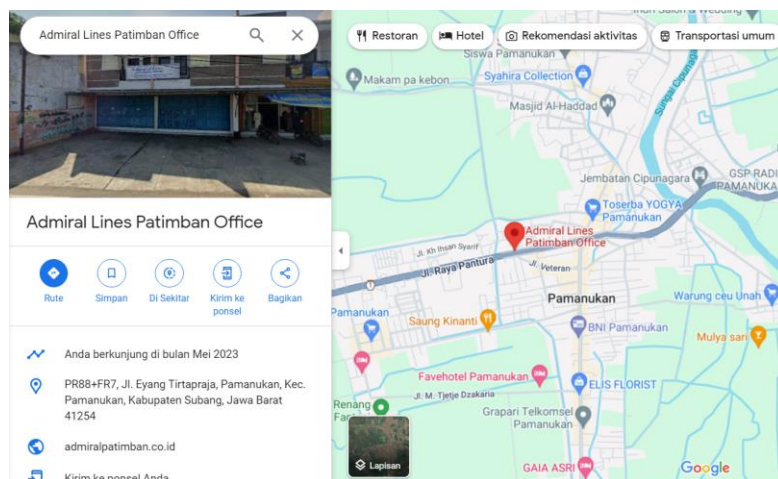 Admiral Lines Patimban Office
Admiral Lines Patimban Office
Rute
Simpan
Di Sekitar
Kirim ke
ponsel
Bagikan
Anda berkunjung di bulan Mei 2023
PR88+FR7, Jl. Eyang Tirtapraja, Pamanukan, Kec.
Pamanukan, Kabupaten Subang, Jawa Barat
41254
admiralpatimban.co.id
Kirim ke ponsel Anda
Restoran
Hotel
Rekomendasi aktivitas
Transportasi umum
Siswa Pamanukan
Makam pa kebon
Syahira Collection
Masjid Al-Haddad
Sungai Cipunagara
Jembatan Cipunagara
GSP-RADI
PAMANUKA
Toserba YOGYA
Pamanukan
Admiral Lines
Patimban Office
Jl. Kh Ihsan Syarif
Jl. Raya Pantura
Jl. Veteran
1
Pamanukan
Pamanukan
Warung ceu Unah
Saung Kinanti
BNI Pamanukan
Mulya sari
Favehotel Pamanukan
ELIS FLORIST
Jl. M. Tjetje Dzakaria
Renang
Grapari Telkomsel
Pamanukan
GAIA ASRI
Lapisan
Google